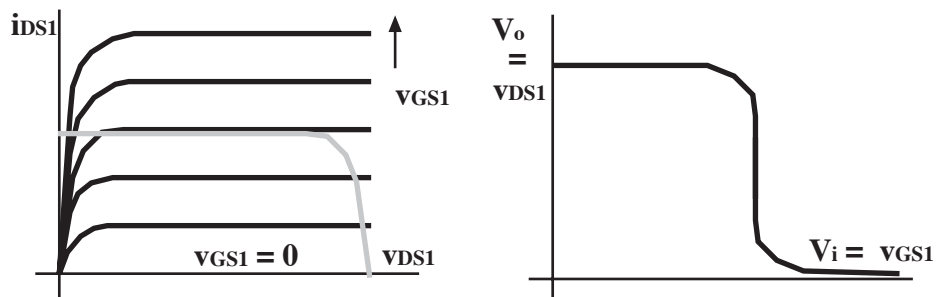 iDS1
vGS1
vGS1 = 0
vDS1
Vo
=
vDS1
Vi = vGS1